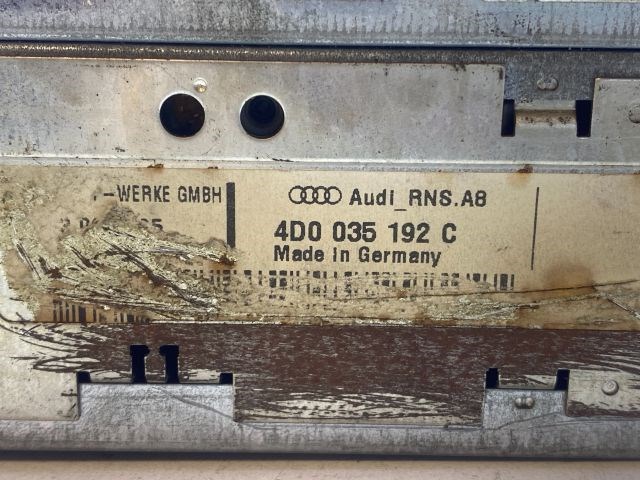 -WERKE GMBH
Audi_RNS.A8
4D0 035 192 C
Made in Germany